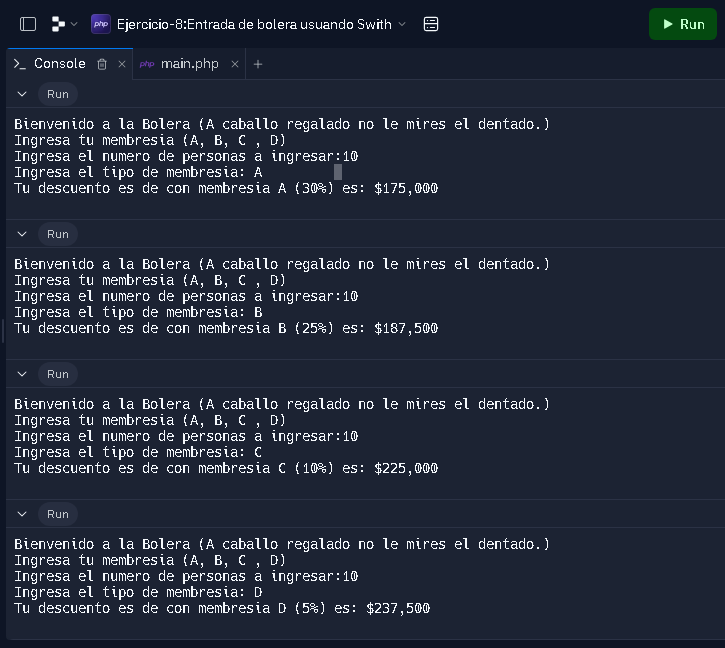 php Ejercicio-8:Entrada de bolera usuando Swith Run
Console php main.php
Run
Bienvenido a la Bolera (A caballo regalado no le mires el dentado.)
Ingresa tu membresia (A, B, C , D)
Ingresa el numero de personas a ingresar:10
Ingresa el tipo de membresia: A
Tu descuento es de con membresia A (30%) es: $175,000
Run
Bienvenido a la Bolera (A caballo regalado no le mires el dentado.)
Ingresa tu membresia (A, B, C , D)
Ingresa el numero de personas a ingresar:10
Ingresa el tipo de membresia: B
Tu descuento es de con membresia B (25%) es: $187,500
Run
Bienvenido a la Bolera (A caballo regalado no le mires el dentado.)
Ingresa tu membresia (A, B, C , D)
Ingresa el numero de personas a ingresar:10
Ingresa el tipo de membresia: C
Tu descuento es de con membresia C (10%) es: $225,000
Run
Bienvenido a la Bolera (A caballo regalado no le mires el dentado.)
Ingresa tu membresia (A, B, C , D)
Ingresa el numero de personas a ingresar:10
Ingresa el tipo de membresia: D
Tu descuento es de con membresia D (5%) es: $237,500